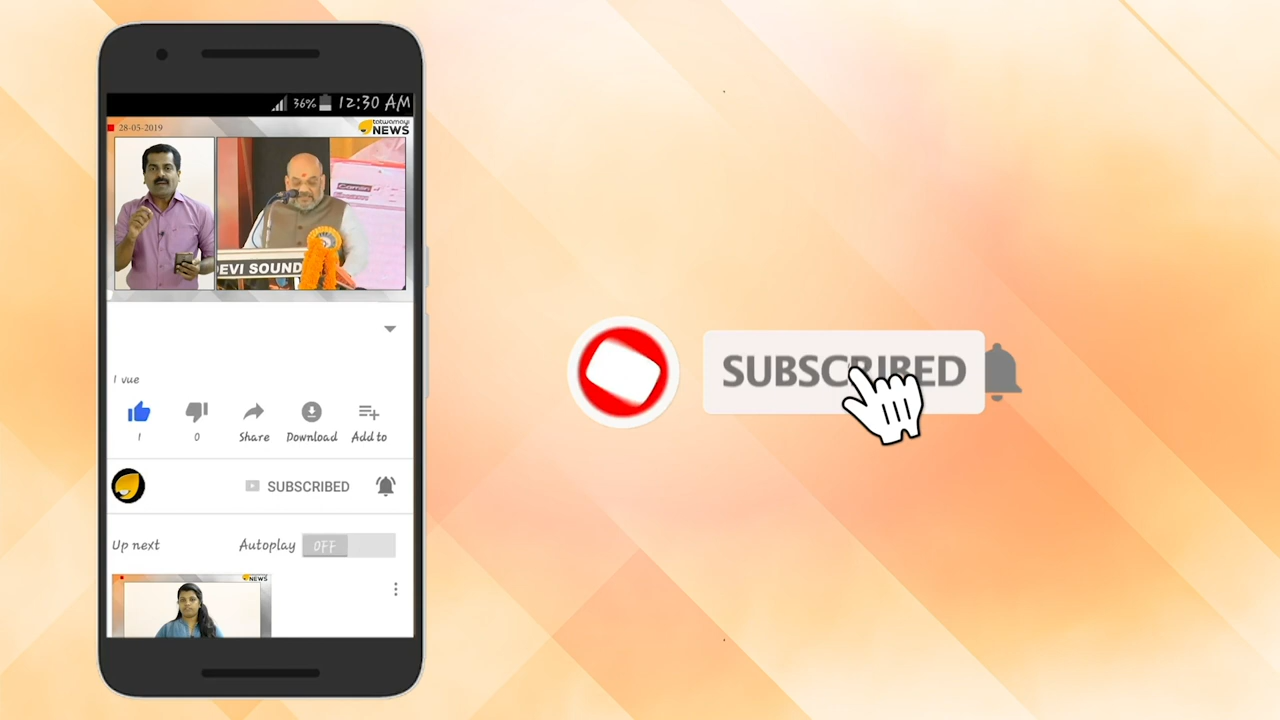 36% 12:30 AM
28-05-2019
tatwamayi
NEWS
DEVI SOUND
1 vue
1
0
Share
Download
Add to
SUBSCRIBED
Up next
Autoplay
OFF
NEWS
SUBSCRIBED